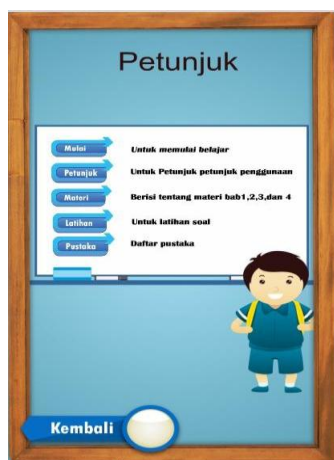 Petunjuk
Mulai Untuk memulai belajar
Petunjuk Untuk Petunjuk petunjuk penggunaan
Materi Berisi tentang materi bab1,2,3,dan 4
Latihan Untuk latihan soal
Pustaka Daftar pustaka
Kembali